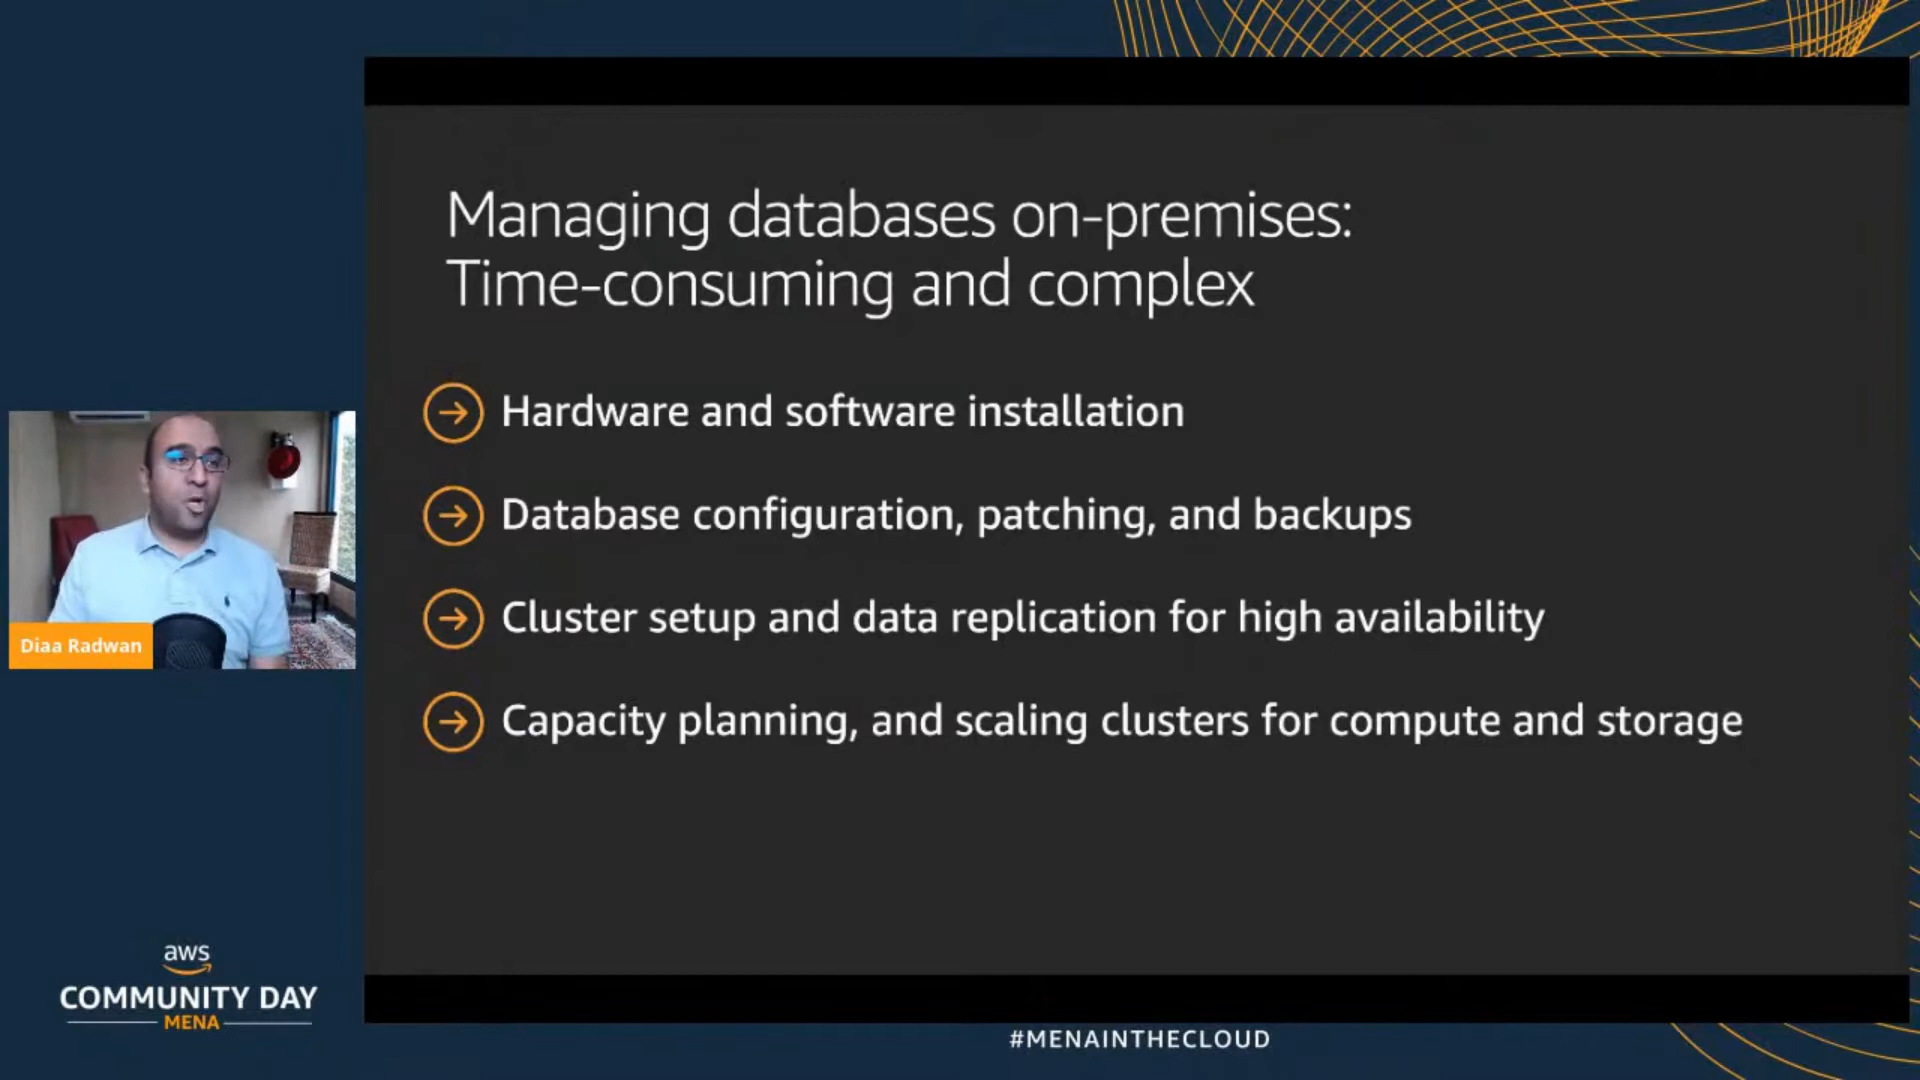 Managing databases on-premises:
Time-consuming and complex
Hardware and software installation
Database configuration, patching, and backups
Cluster setup and data replication for high availability
Capacity planning, and scaling clusters for compute and storage
Diaa Radwan
aws
COMMUNITY DAY
MENA
#MENAINTHECLOUD